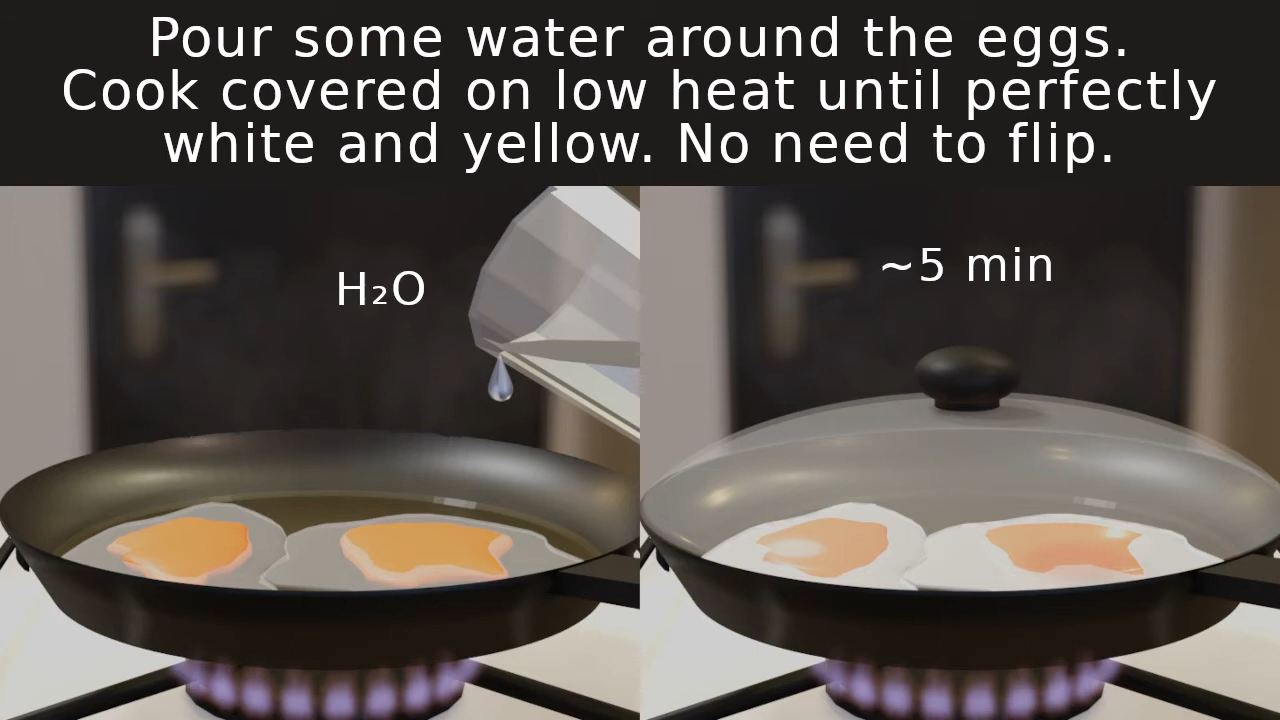 Pour some water around the eggs.
Cook covered on low heat until perfectly
white and yellow. No need to flip.
H₂O
~5 min